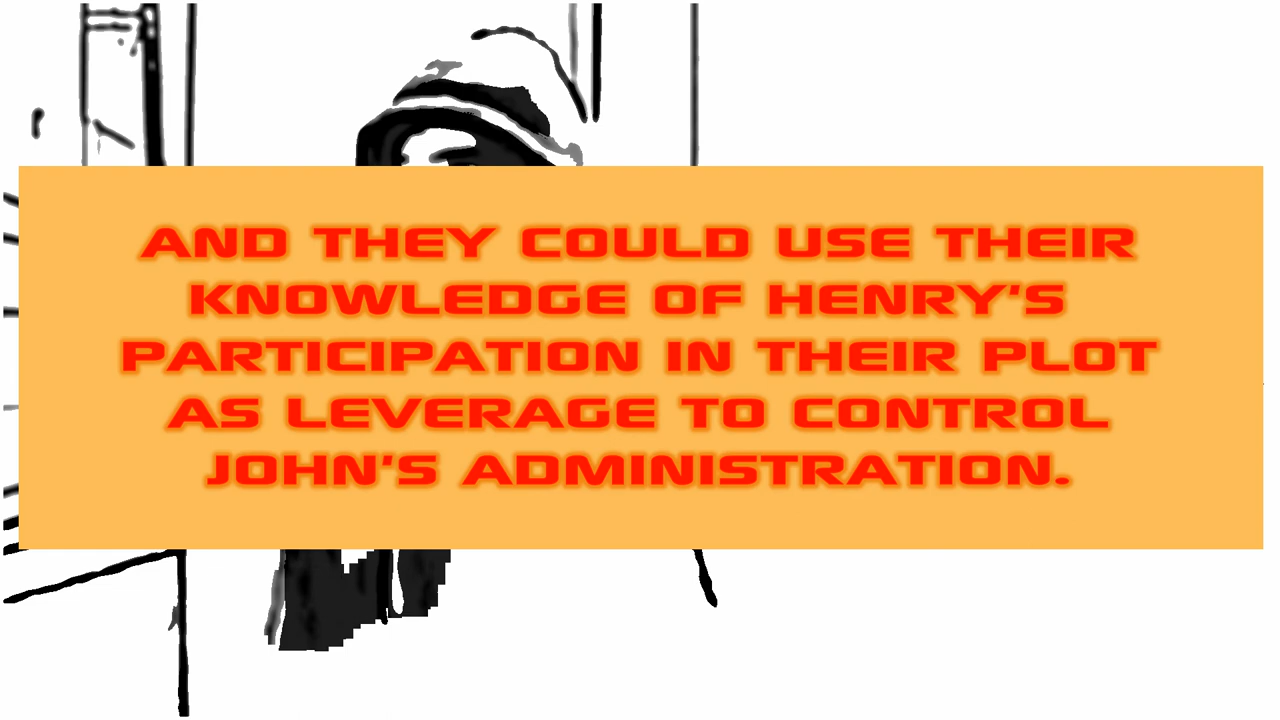 AND THEY COULD USE THEIR
KNOWLEDGE OF HENRY'S
PARTICIPATION IN THEIR PLOT
AS LEVERAGE TO CONTROL
JOHN'S ADMINISTRATION.